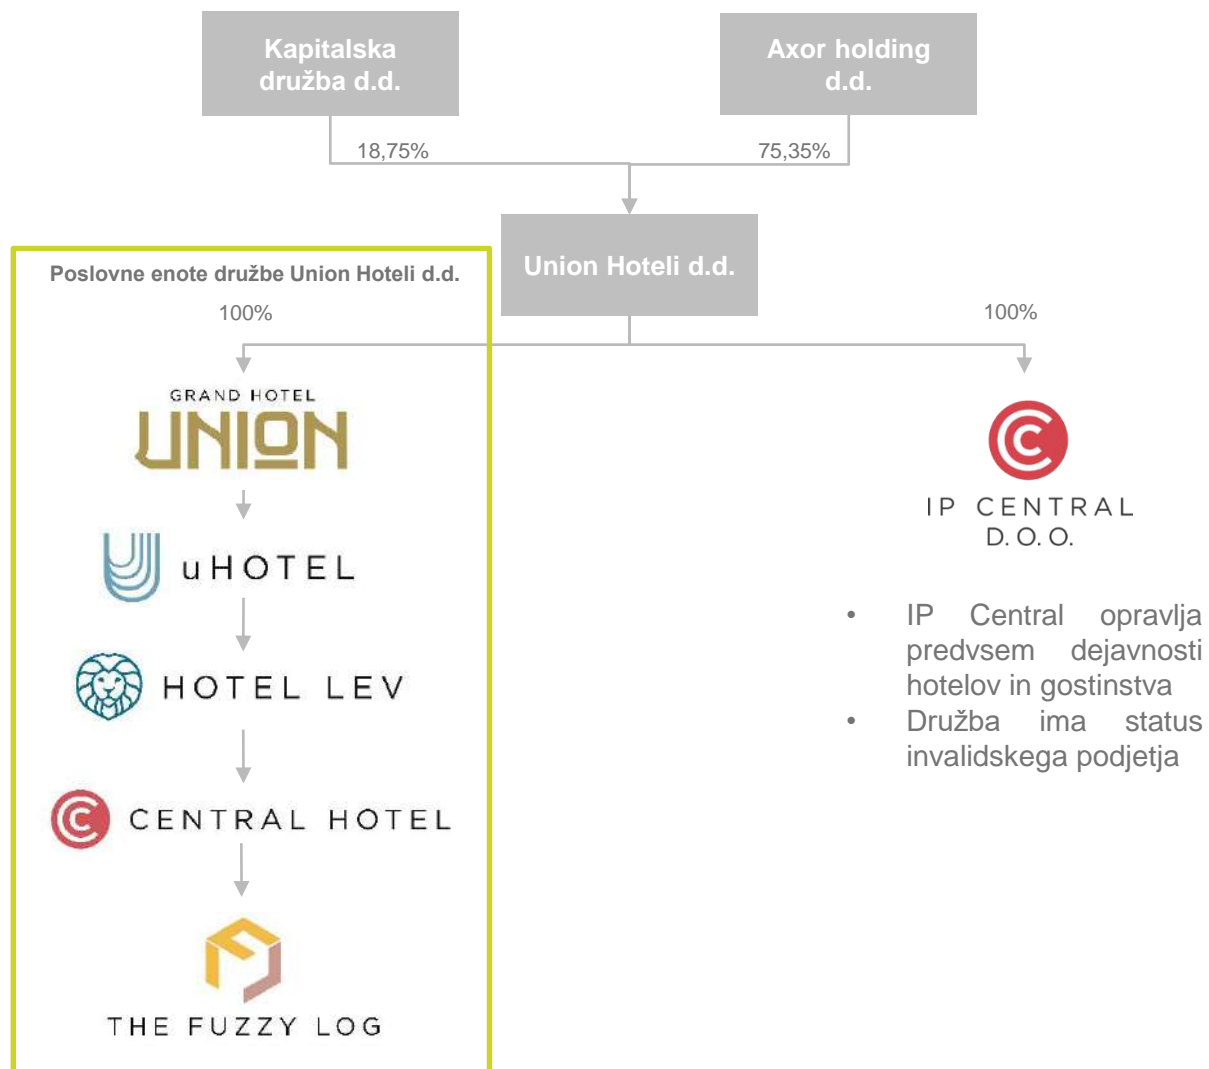 Kapitalska
družba d.d.
Axor holding
d.d.
18,75%
75,35%
Union Hoteli d.d.
Poslovne enote družbe Union Hoteli d.d.
100%
100%
GRAND HOTEL
UNION
uHOTEL
HOTEL LEV
CENTRAL HOTEL
THE FUZZY LOG
IP CENTRAL
D. O. O.
• IP Central opravlja
predvsem dejavnosti
hotelov in gostinstva
• Družba ima status
invalidskega podjetja